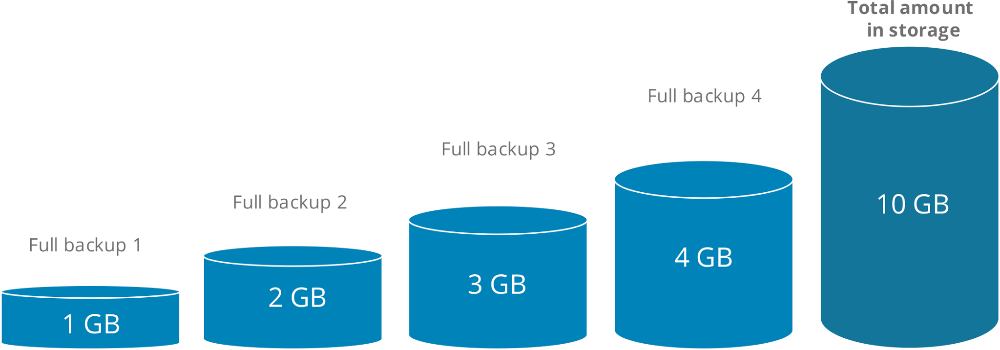 Full backup 1
1 GB
Full backup 2
2 GB
Full backup 3
3 GB
Full backup 4
4 GB
Total amount
in storage
10 GB